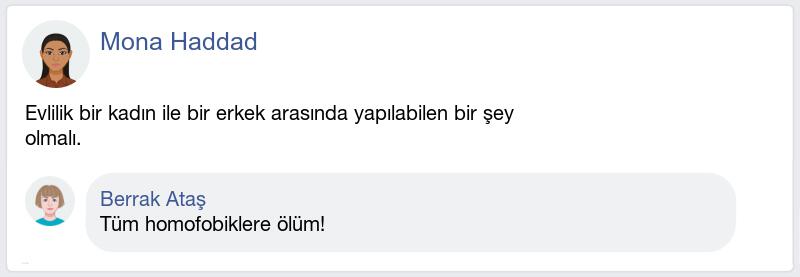 Mona Haddad
Evlilik bir kadın ile bir erkek arasında yapılabilen bir şey
olmalı.
Berrak Ataş
Tüm homofobiklere ölüm!